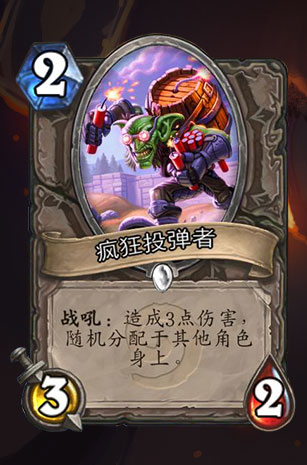 2
疯狂投弹者
战吼：造成3点伤害，
随机分配于其他角色
身上。
3
2